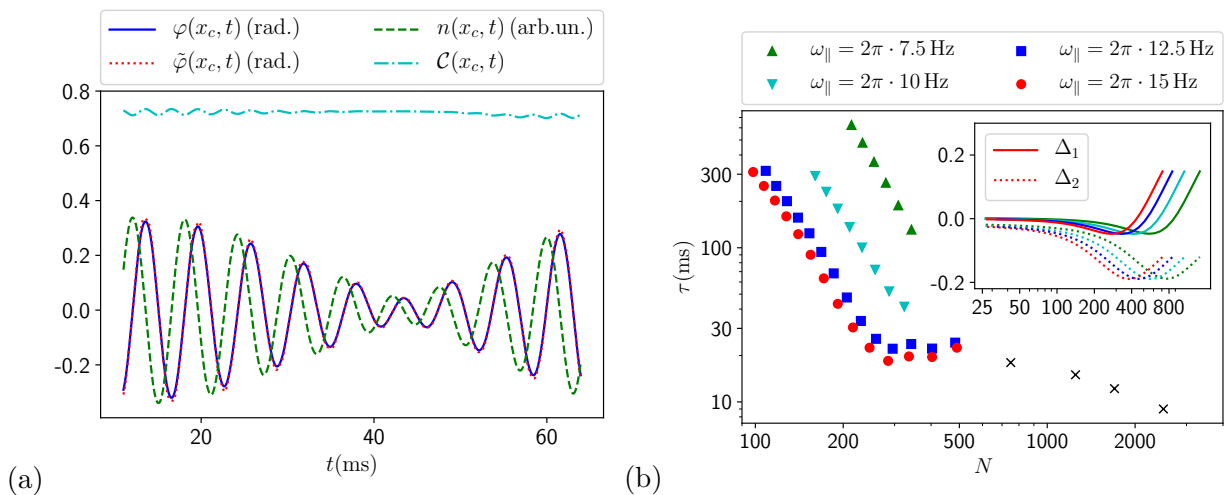 φ(x_c, t) (rad.)
n(x_c, t) (arb.un.)
φ̃(x_c, t) (rad.)
𝒞(x_c, t)
0.8
0.6
0.4
0.2
0.0
-0.2
20
40
60
t(ms)
(a)
ω_∥ = 2π · 7.5 Hz
ω_∥ = 2π · 12.5 Hz
ω_∥ = 2π · 10 Hz
ω_∥ = 2π · 15 Hz
300
100
30
10
τ(ms)
100
200
500
1000
2000
N
0.2
0.0
-0.2
Δ₁
Δ₂
25
50
100
200
400
800
(b)